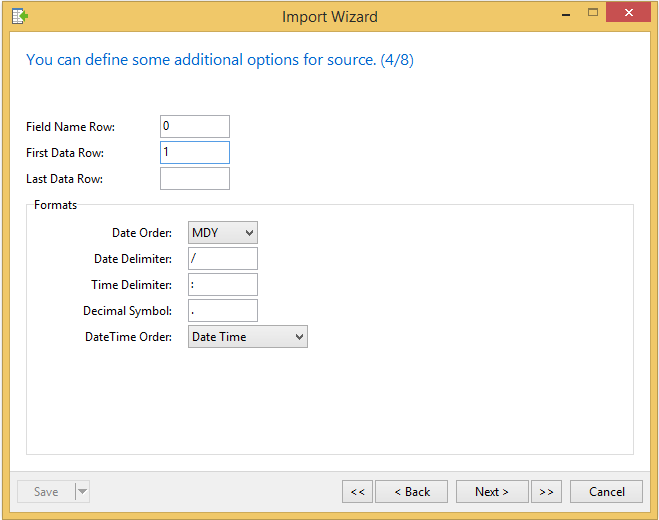 Import Wizard
You can define some additional options for source. (4/8)
Field Name Row: 0
First Data Row: 1
Last Data Row:
Formats
Date Order: MDY
Date Delimiter: /
Time Delimiter: :
Decimal Symbol: .
DateTime Order: Date Time
Save << < Back Next > >> Cancel